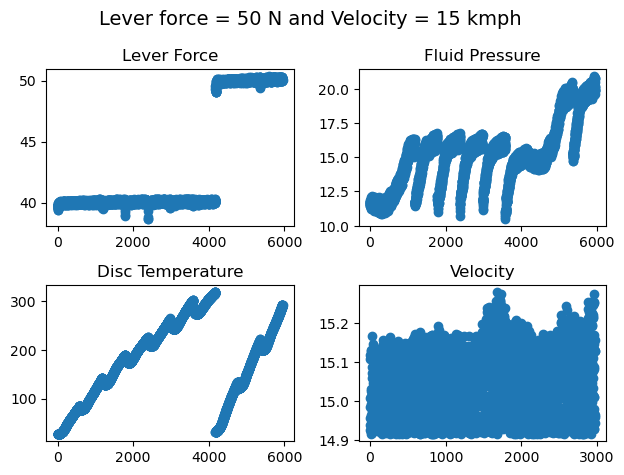 Lever force = 50 N and Velocity = 15 kmph
Lever Force
50
45
40
0 2000 4000 6000
Fluid Pressure
20.0
17.5
15.0
12.5
10.0
0 2000 4000 6000
Disc Temperature
300
200
100
0 2000 4000 6000
Velocity
15.2
15.1
15.0
14.9
0 1000 2000 3000